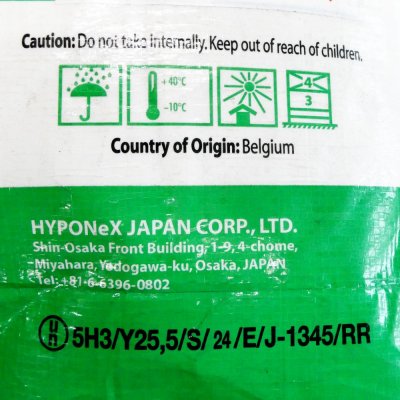 Caution: Do not take internally. Keep out of reach of children.
+40°C
-10°C
4
3
Country of Origin: Belgium
HYPONeX JAPAN CORP., LTD.
Shin-Osaka Front Building, 1-9, 4-chome,
Miyahara, Yodogawa-ku, Osaka, JAPAN
Tel: +81-6-6396-0802
un 5H3/Y25,5/S/ 24 /E/J-1345/RR